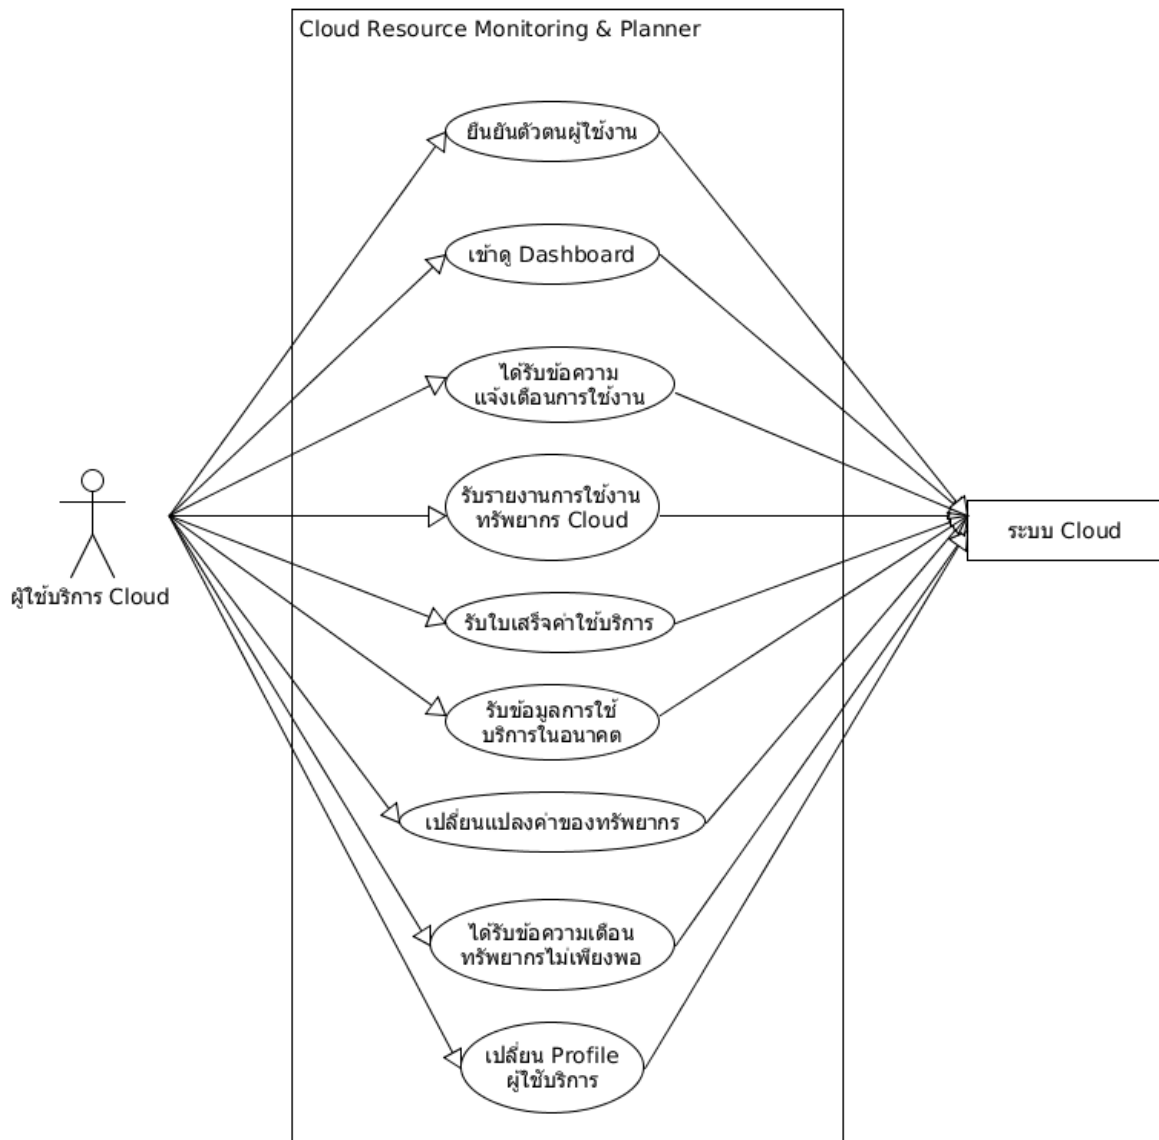 Cloud Resource Monitoring & Planner
ยืนยันตัวตนผู้ใช้งาน
เข้าดู Dashboard
ได้รับข้อความ
แจ้งเตือนการใช้งาน
รับรายงานการใช้งาน
ทรัพยากร Cloud
ระบบ Cloud
ผู้ใช้บริการ Cloud
รับใบเสร็จค่าใช้บริการ
รับข้อมูลการใช้
บริการในอนาคต
เปลี่ยนแปลงค่าของทรัพยากร
ได้รับข้อความเตือน
ทรัพยากรไม่เพียงพอ
เปลี่ยน Profile
ผู้ใช้บริการ